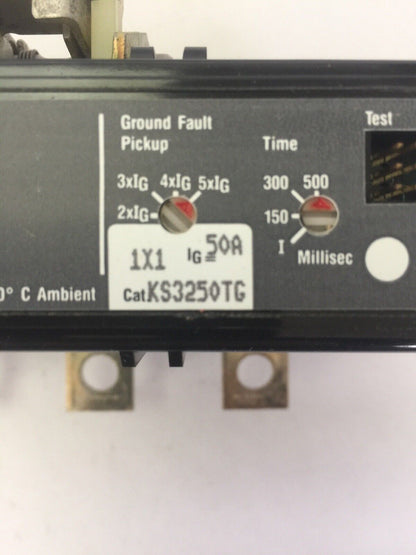 Ground Fault
Pickup
Time
Test
3xIG 4xIG 5xIG
2xIG
300 500
150
I
Millisec
1X1 IG= 50A
Cat. KS3250TG
0° C Ambient